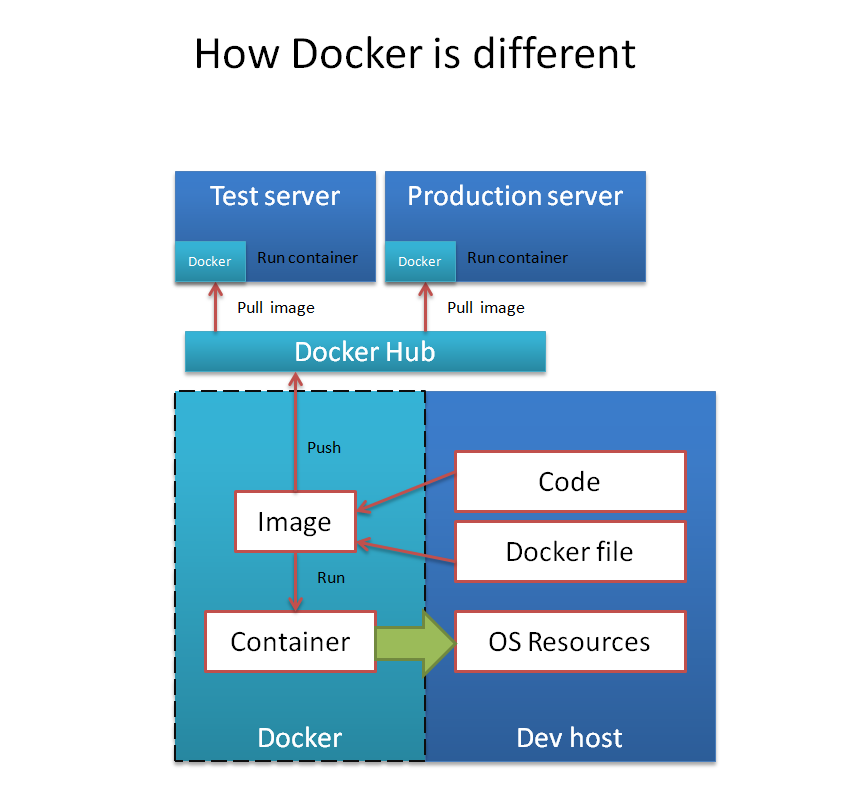 How Docker is different
Test server
Production server
Docker
Run container
Docker
Run container
Pull image
Pull image
Docker Hub
Push
Code
Image
Docker file
Run
Container
OS Resources
Docker
Dev host